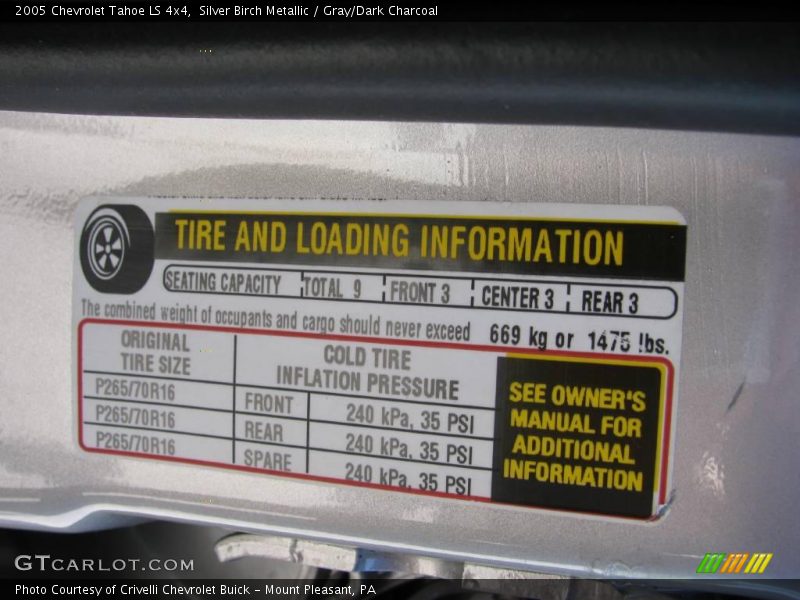 2005 Chevrolet Tahoe LS 4x4,  Silver Birch Metallic / Gray/Dark Charcoal
TIRE AND LOADING INFORMATION
SEATING CAPACITY TOTAL 9 FRONT 3 CENTER 3 REAR 3
The combined weight of occupants and cargo should never exceed 669 kg or 1475 lbs.
ORIGINAL
TIRE SIZE
COLD TIRE
INFLATION PRESSURE
P265/70R16 FRONT 240 kPa, 35 PSI
P265/70R16 REAR 240 kPa, 35 PSI
P265/70R16 SPARE 240 kPa, 35 PSI
SEE OWNER'S
MANUAL FOR
ADDITIONAL
INFORMATION
GTCARLOT.COM
Photo Courtesy of Crivelli Chevrolet Buick - Mount Pleasant, PA